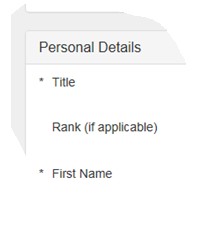 Personal Details
* Title
Rank (if applicable)
* First Name